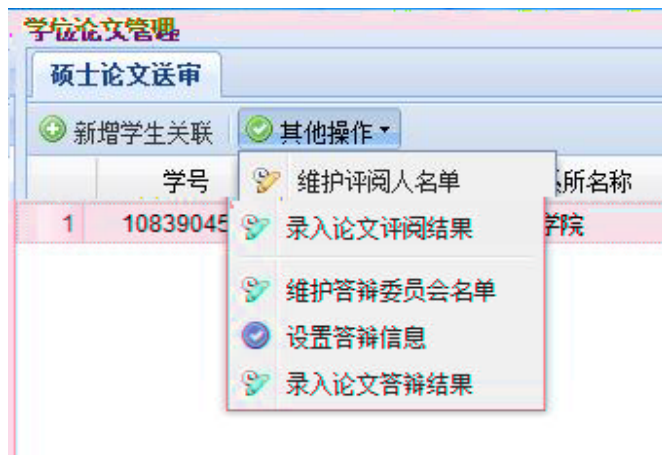 学位论文管理
硕士论文送审
新增学生关联 其他操作
学号 所名称
1 10839045 学院
维护评阅人名单
录入论文评阅结果
维护答辩委员会名单
设置答辩信息
录入论文答辩结果